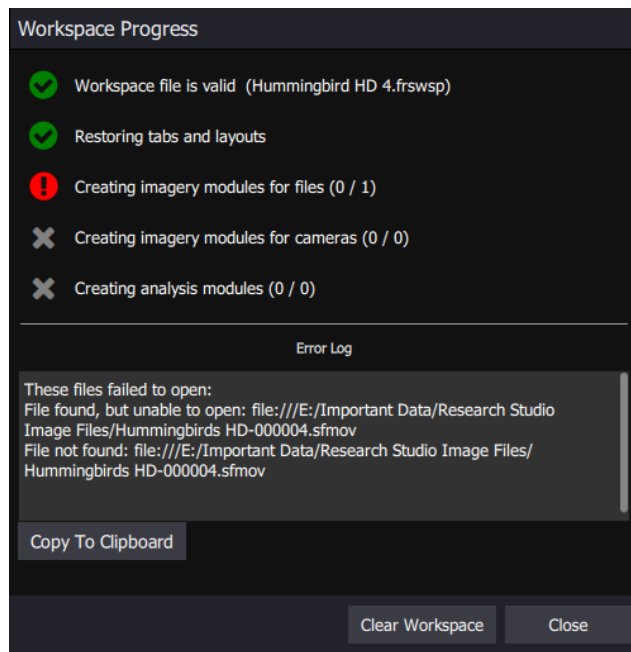 Workspace Progress
Workspace file is valid  (Hummingbird HD 4.frswsp)
Restoring tabs and layouts
Creating imagery modules for files (0 / 1)
Creating imagery modules for cameras (0 / 0)
Creating analysis modules (0 / 0)
Error Log
These files failed to open:
File found, but unable to open: file:///E:/Important Data/Research Studio
Image Files/Hummingbirds HD-000004.sfmov
File not found: file:///E:/Important Data/Research Studio Image Files/
Hummingbirds HD-000004.sfmov
Copy To Clipboard
Clear Workspace
Close